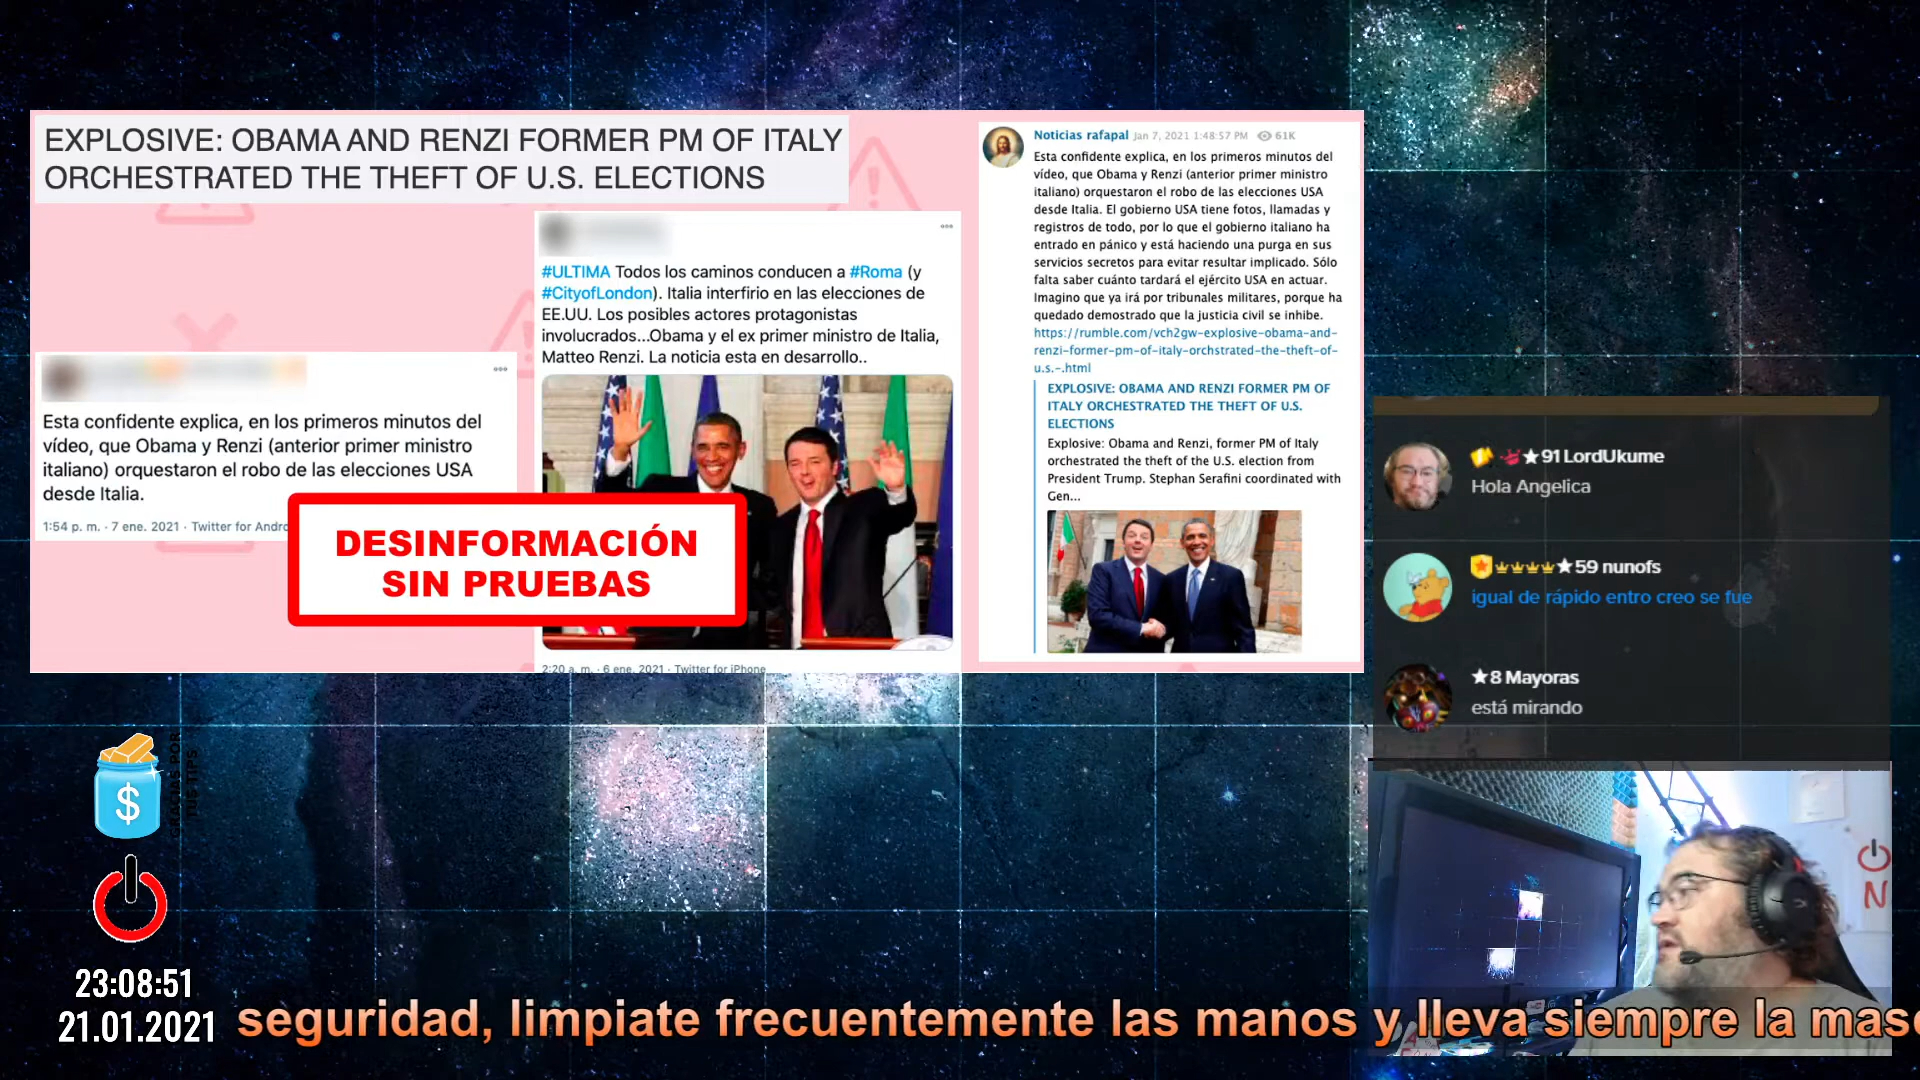 EXPLOSIVE: OBAMA AND RENZI FORMER PM OF ITALY
ORCHESTRATED THE THEFT OF U.S. ELECTIONS
Esta confidente explica, en los primeros minutos del
vídeo, que Obama y Renzi (anterior primer ministro
italiano) orquestaron el robo de las elecciones USA
desde Italia.
1:54 p. m. · 7 ene. 2021 · Twitter for Andro
#ULTIMA Todos los caminos conducen a #Roma (y
#CityofLondon). Italia interfirio en las elecciones de
EE.UU. Los posibles actores protagonistas
involucrados...Obama y el ex primer ministro de Italia,
Matteo Renzi. La noticia esta en desarrollo..
DESINFORMACIÓN
SIN PRUEBAS
2:20 a. m. · 6 ene. 2021 · Twitter for iPhone
Noticias rafapal Jan 7, 2021 1:48:57 PM 61K
Esta confidente explica, en los primeros minutos del
vídeo, que Obama y Renzi (anterior primer ministro
italiano) orquestaron el robo de las elecciones USA
desde Italia. El gobierno USA tiene fotos, llamadas y
registros de todo, por lo que el gobierno italiano ha
entrado en pánico y está haciendo una purga en sus
servicios secretos para evitar resultar implicado. Sólo
falta saber cuánto tardará el ejército USA en actuar.
Imagino que ya irá por tribunales militares, porque ha
quedado demostrado que la justicia civil se inhibe.
https://rumble.com/vch2gw-explosive-obama-and-
renzi-former-pm-of-italy-orchstrated-the-theft-of-
u.s.-.html
EXPLOSIVE: OBAMA AND RENZI FORMER PM OF
ITALY ORCHESTRATED THE THEFT OF U.S.
ELECTIONS
Explosive: Obama and Renzi, former PM of Italy
orchestrated the theft of the U.S. election from
President Trump. Stephan Serafini coordinated with
Gen...
91 LordUkume
Hola Angelica
59 nunofs
igual de rápido entro creo se fue
8 Mayoras
está mirando
$
GRACIAS POR
TUS TIPS
N
23:08:51
21.01.2021
seguridad, limpiate frecuentemente las manos y lleva siempre la masc